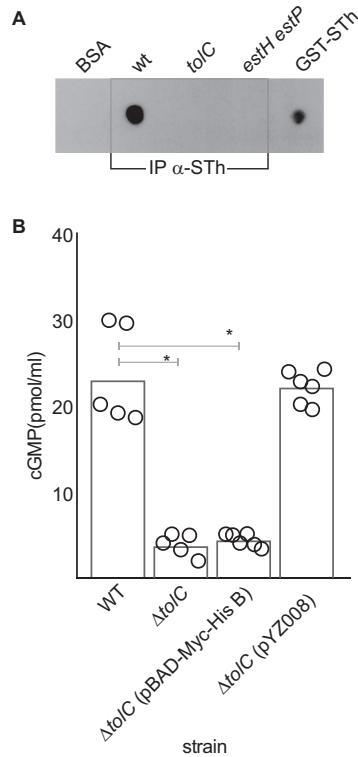 A
BSA
wt
tolC
estH estP
GST-STh
IP α-STh
B
40
30
20
10
cGMP(pmol/ml)
*
*
WT
ΔtolC
ΔtolC (pBAD-Myc-His B)
ΔtolC (pYZ008)
strain